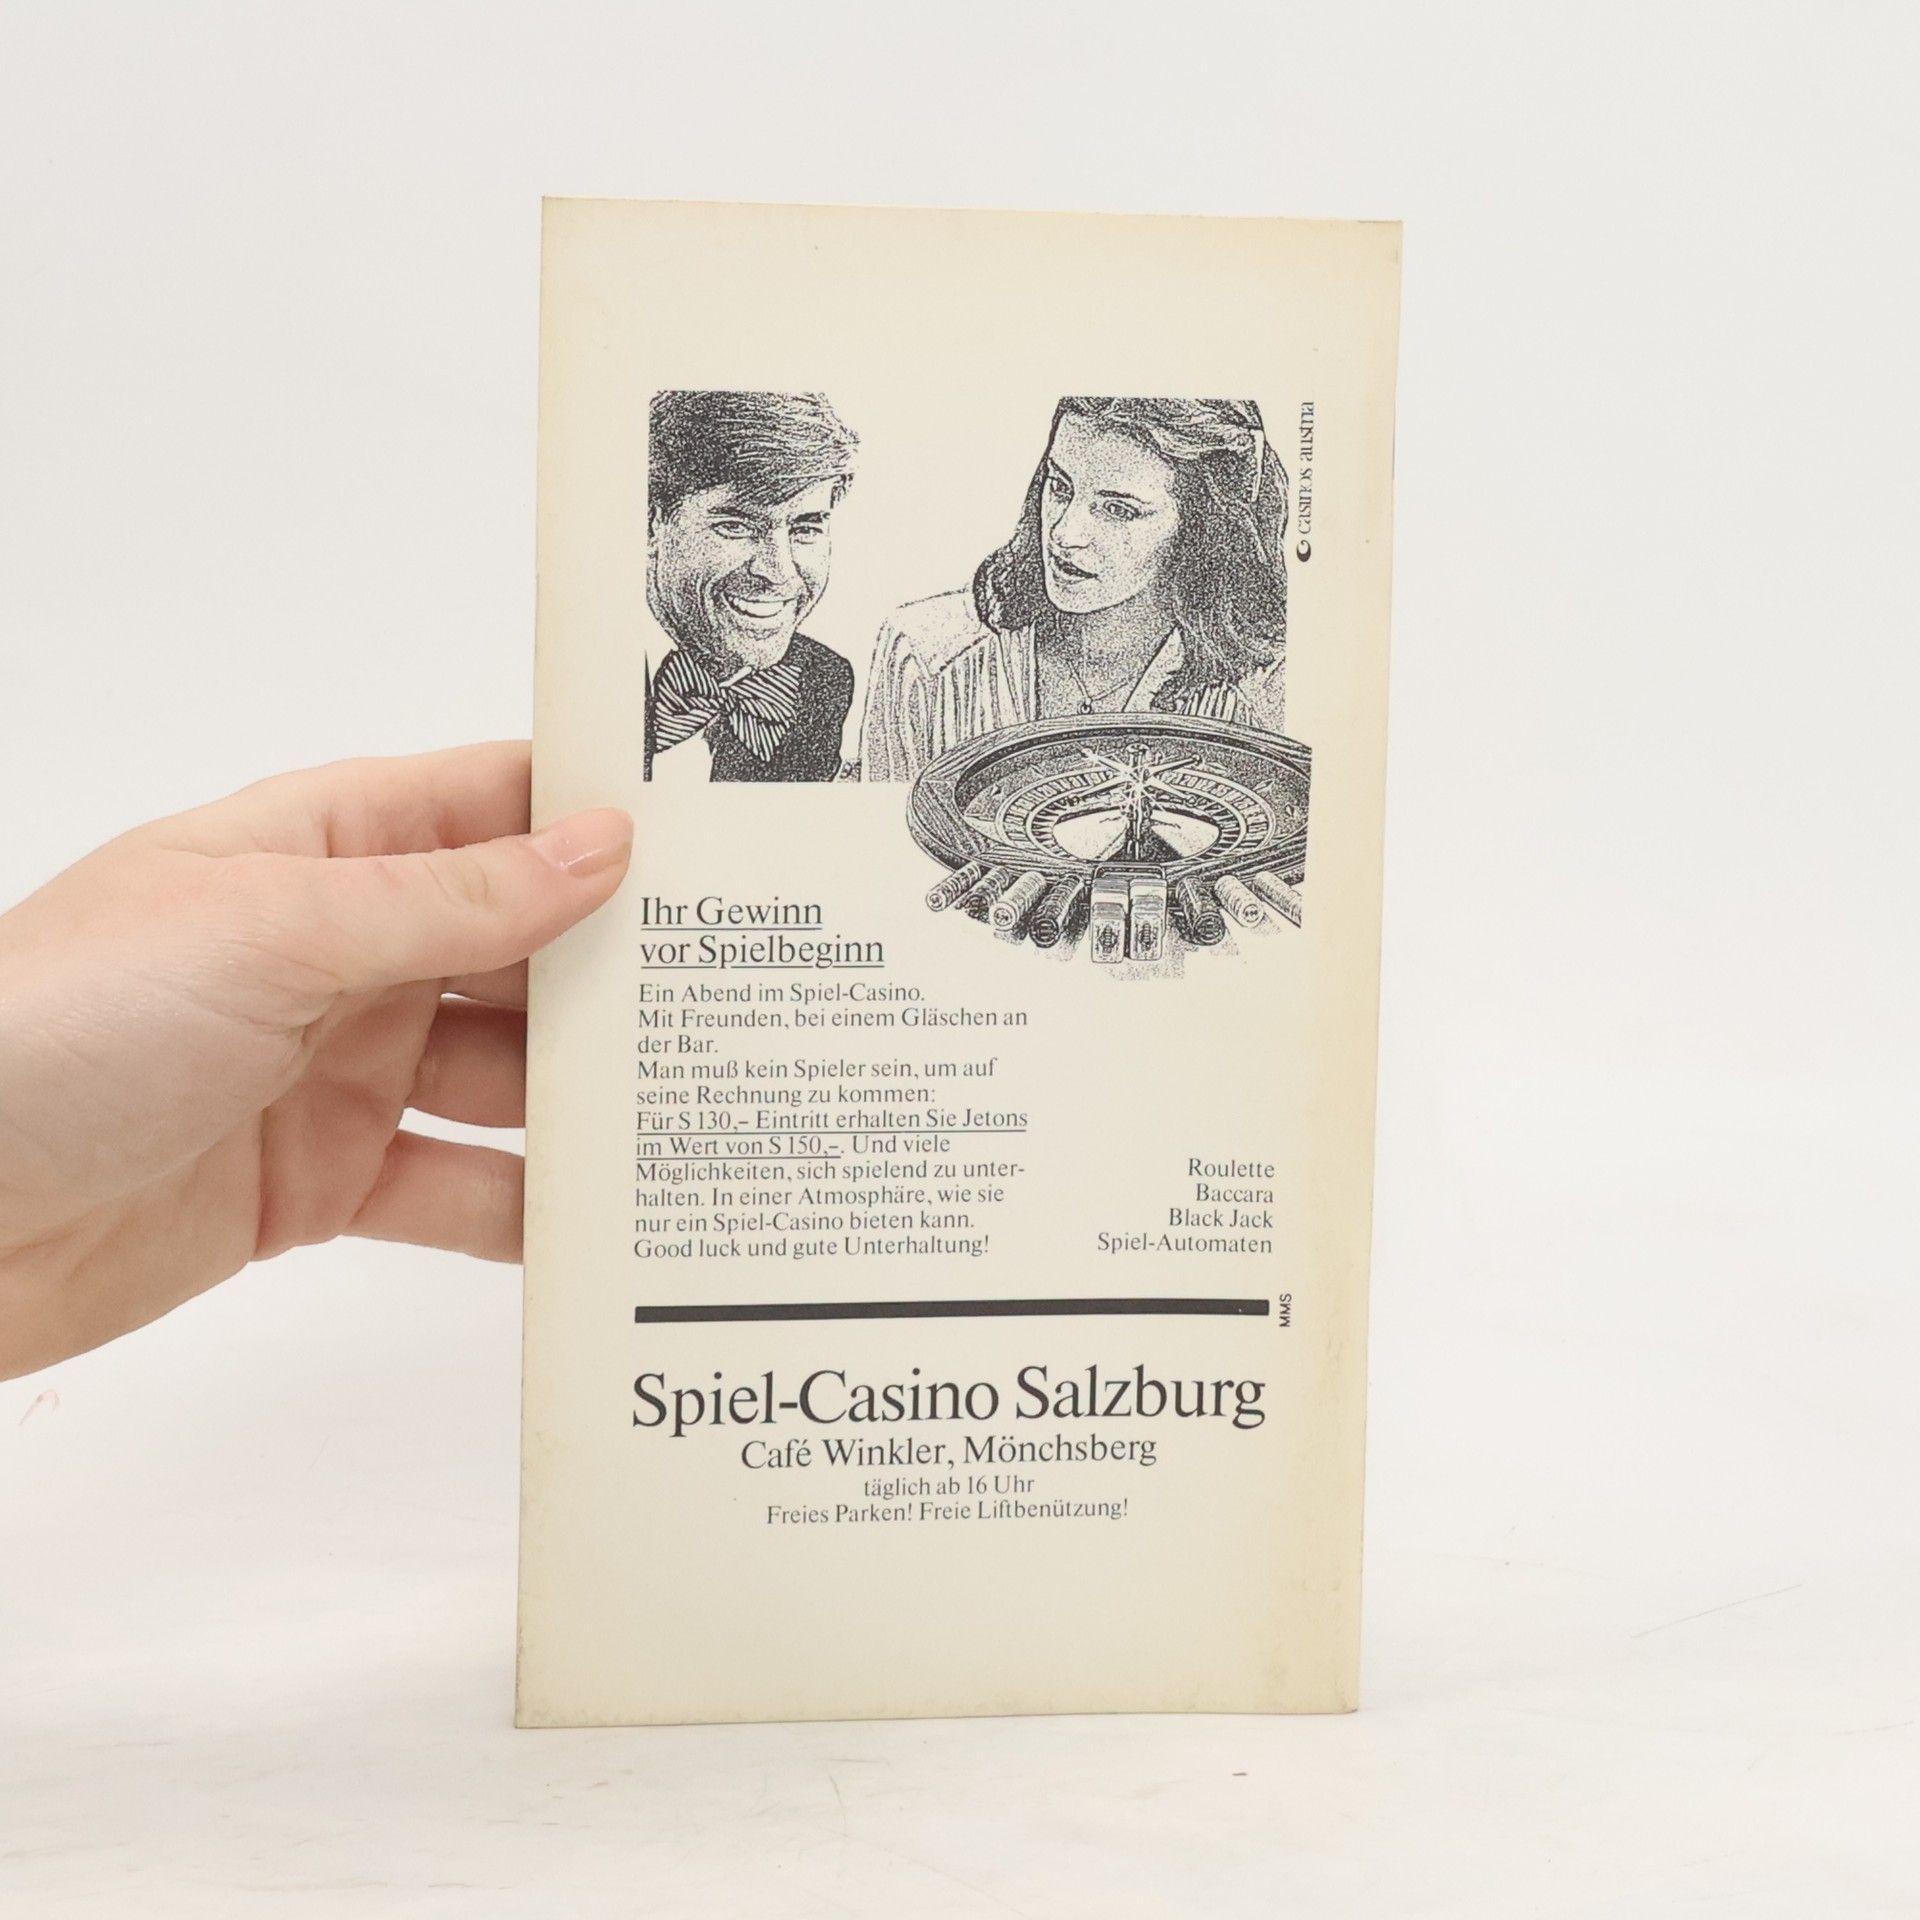 casinos austria
Ihr Gewinn
vor Spielbeginn
Ein Abend im Spiel-Casino.
Mit Freunden, bei einem Gläschen an
der Bar.
Man muß kein Spieler sein, um auf
seine Rechnung zu kommen:
Für S 130,– Eintritt erhalten Sie Jetons
im Wert von S 150,–. Und viele
Möglichkeiten, sich spielend zu unter-
halten. In einer Atmosphäre, wie sie
nur ein Spiel-Casino bieten kann.
Good luck und gute Unterhaltung!
Roulette
Baccara
Black Jack
Spiel-Automaten
MMS
Spiel-Casino Salzburg
Café Winkler, Mönchsberg
täglich ab 16 Uhr
Freies Parken! Freie Liftbenützung!